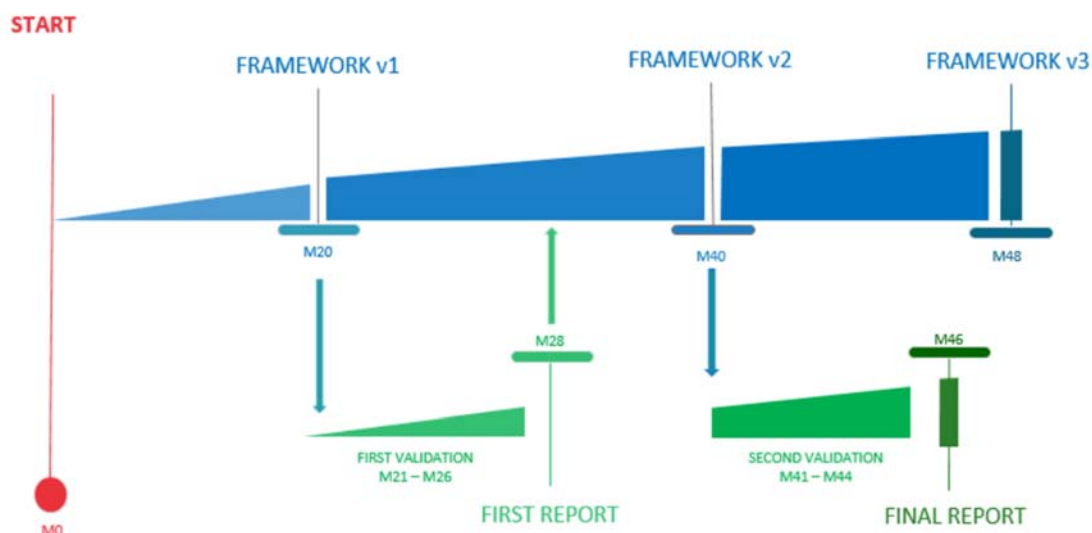 START
FRAMEWORK v1
FRAMEWORK v2
FRAMEWORK v3
M20
M40
M48
M28
M46
FIRST VALIDATION
M21 – M26
SECOND VALIDATION
M41 – M44
FIRST REPORT
FINAL REPORT
M0